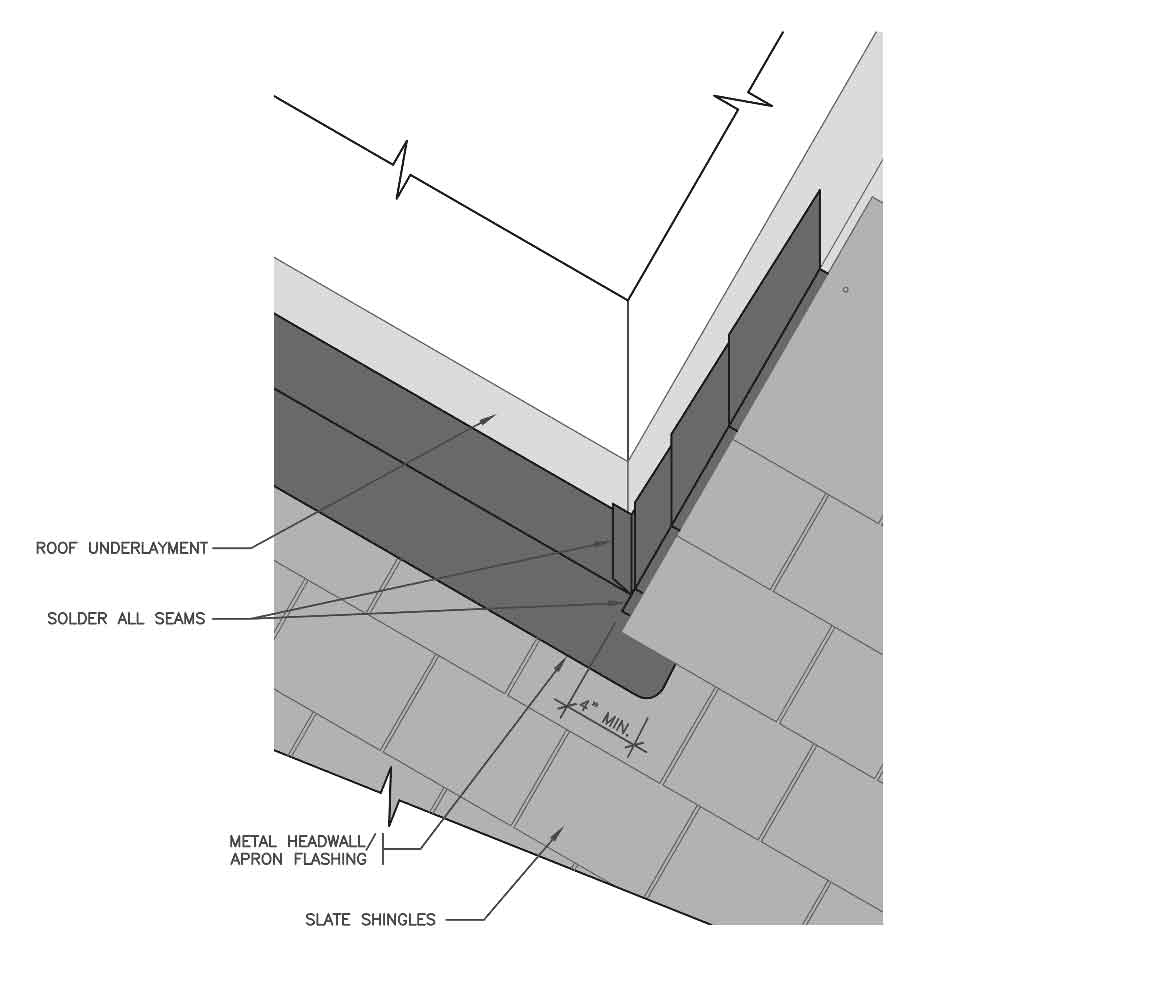 ROOF UNDERLAYMENT
SOLDER ALL SEAMS
4" MIN.
METAL HEADWALL/
APRON FLASHING
SLATE SHINGLES